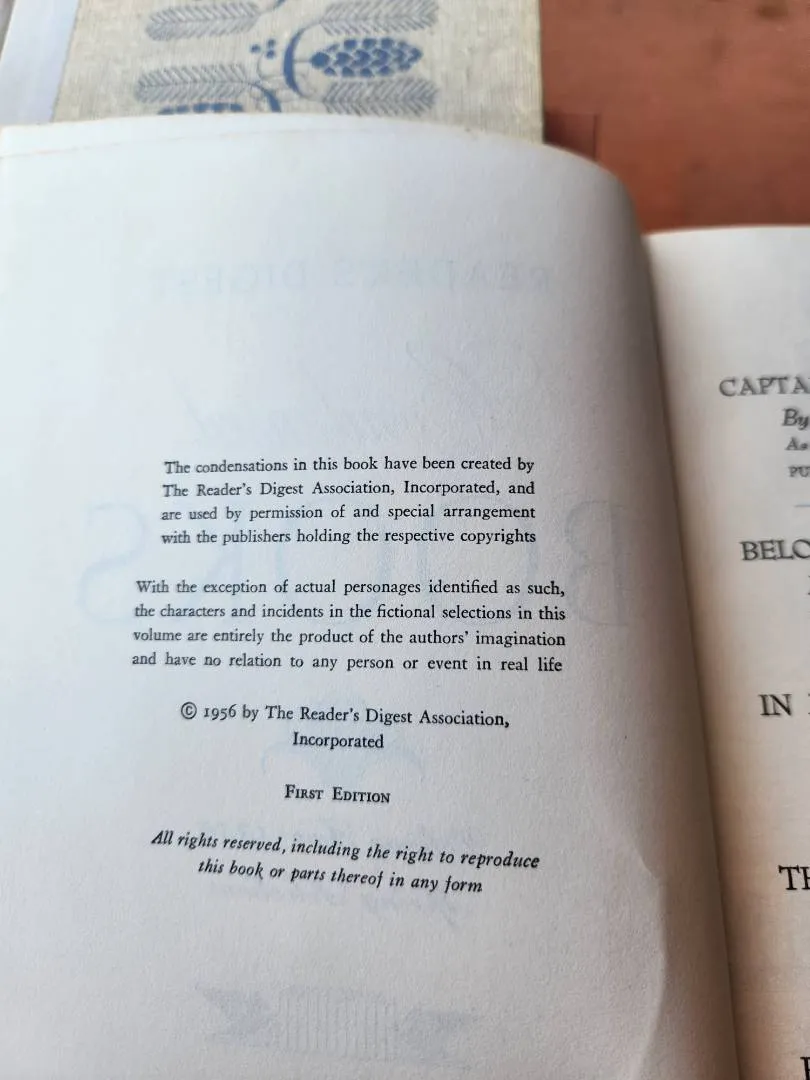 The condensations in this book have been created by
The Reader's Digest Association, Incorporated, and
are used by permission of and special arrangement
with the publishers holding the respective copyrights
With the exception of actual personages identified as such,
the characters and incidents in the fictional selections in this
volume are entirely the product of the authors' imagination
and have no relation to any person or event in real life
© 1956 by The Reader's Digest Association,
Incorporated
FIRST EDITION
All rights reserved, including the right to reproduce
this book or parts thereof in any form
CAPTA
By
As
PU
BELO
IN
TH